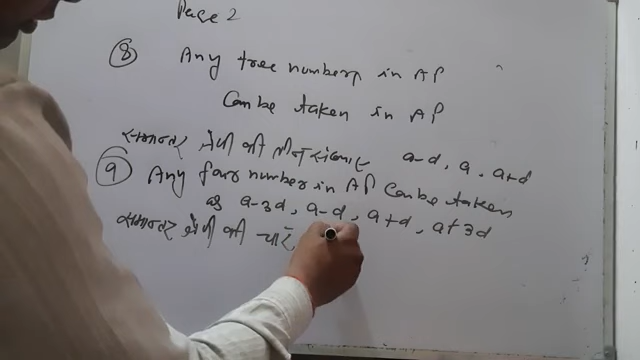 Page 2
⑧ Any tree numbers in AP
Can be taken in AP
समान्तर श्रेणी की तीन संख्याएं a-d, a, a+d
⑨ Any four number in AP Can be taken
as a-3d, a-d, a+d, a+3d
समान्तर श्रेणी की चार